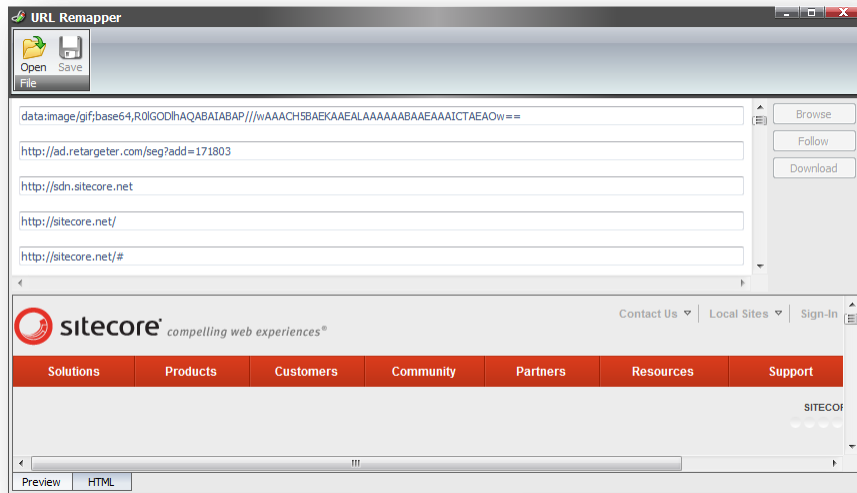 URL Remapper
Open Save
File
data:image/gif;base64,R0lGODlhAQABAIABAP///wAAACH5BAEKAAEALAAAAAABAAEAAAICTAEAOw==
Browse
http://ad.retargeter.com/seg?add=171803
Follow
http://sdn.sitecore.net
Download
http://sitecore.net/
http://sitecore.net/#
Contact Us Local Sites Sign-In
sitecore compelling web experiences®
Solutions Products Customers Community Partners Resources Support
SITECOR
Preview HTML